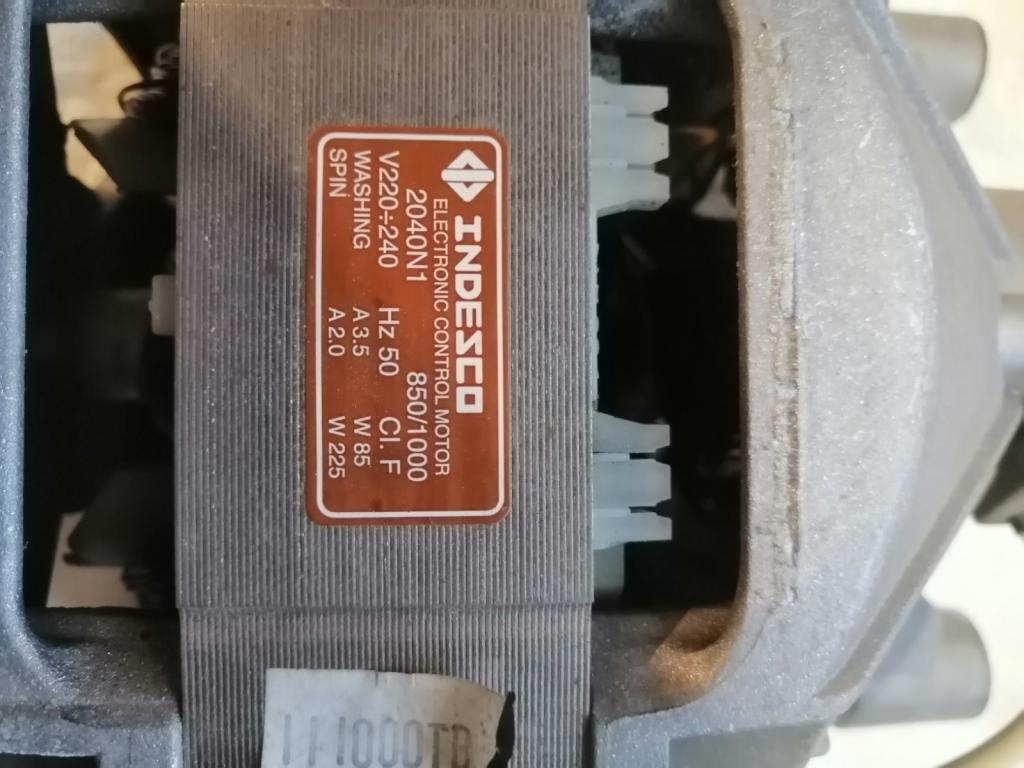 INDESCO
ELECTRONIC CONTROL MOTOR
2040N1 850/1000
V220÷240 Hz 50 Cl. F
WASHING A 3.5 W 85
SPIN A 2.0 W 225